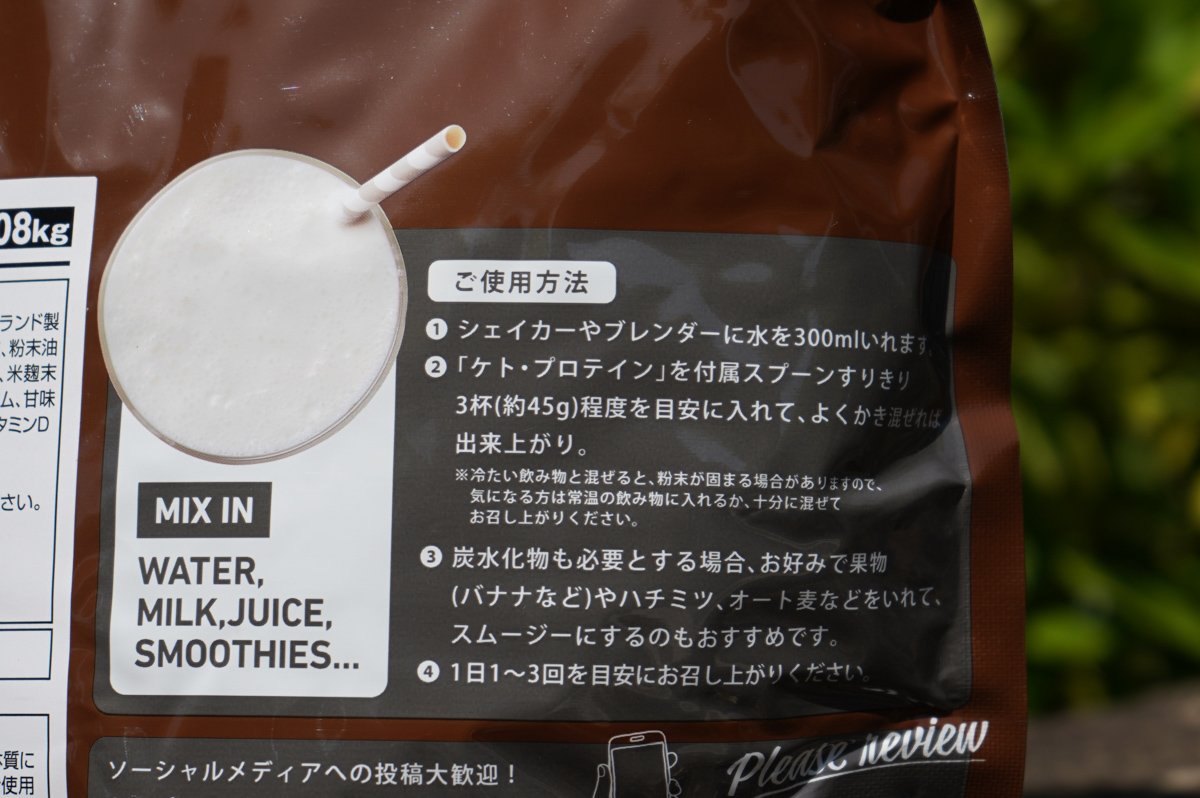 08kg
ランド製
、粉末油
、米麹末
ム、甘味
タミンD
さい。
質に
使用
MIX IN
WATER,
MILK,JUICE,
SMOOTHIES...
ご使用方法
❶ シェイカーやブレンダーに水を300mlいれます。
❷ 「ケト・プロテイン」を付属スプーンすりきり
3杯(約45g)程度を目安に入れて、よくかき混ぜれば
出来上がり。
※冷たい飲み物と混ぜると、粉末が固まる場合がありますので、
気になる方は常温の飲み物に入れるか、十分に混ぜて
お召し上がりください。
❸ 炭水化物も必要とする場合、お好みで果物
(バナナなど)やハチミツ、オート麦などをいれて、
スムージーにするのもおすすめです。
❹ 1日1〜3回を目安にお召し上がりください。
ソーシャルメディアへの投稿大歓迎！
Please review